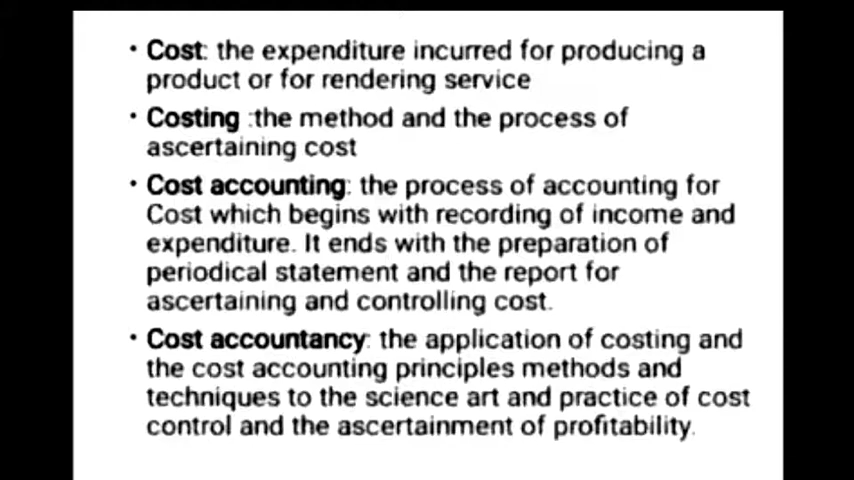 • Cost: the expenditure incurred for producing a
product or for rendering service
• Costing :the method and the process of
ascertaining cost
• Cost accounting: the process of accounting for
Cost which begins with recording of income and
expenditure. It ends with the preparation of
periodical statement and the report for
ascertaining and controlling cost.
• Cost accountancy: the application of costing and
the cost accounting principles methods and
techniques to the science art and practice of cost
control and the ascertainment of profitability.